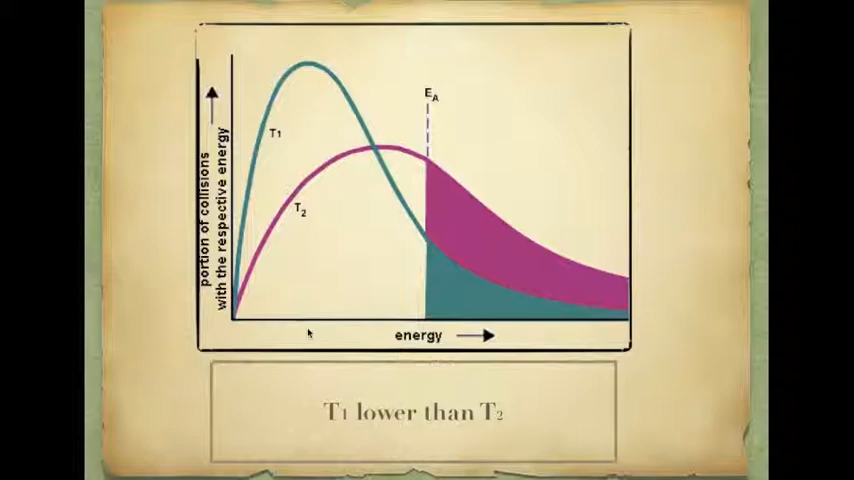 portion of collisions
with the respective energy
T1
T2
EA
energy
T1 lower than T2